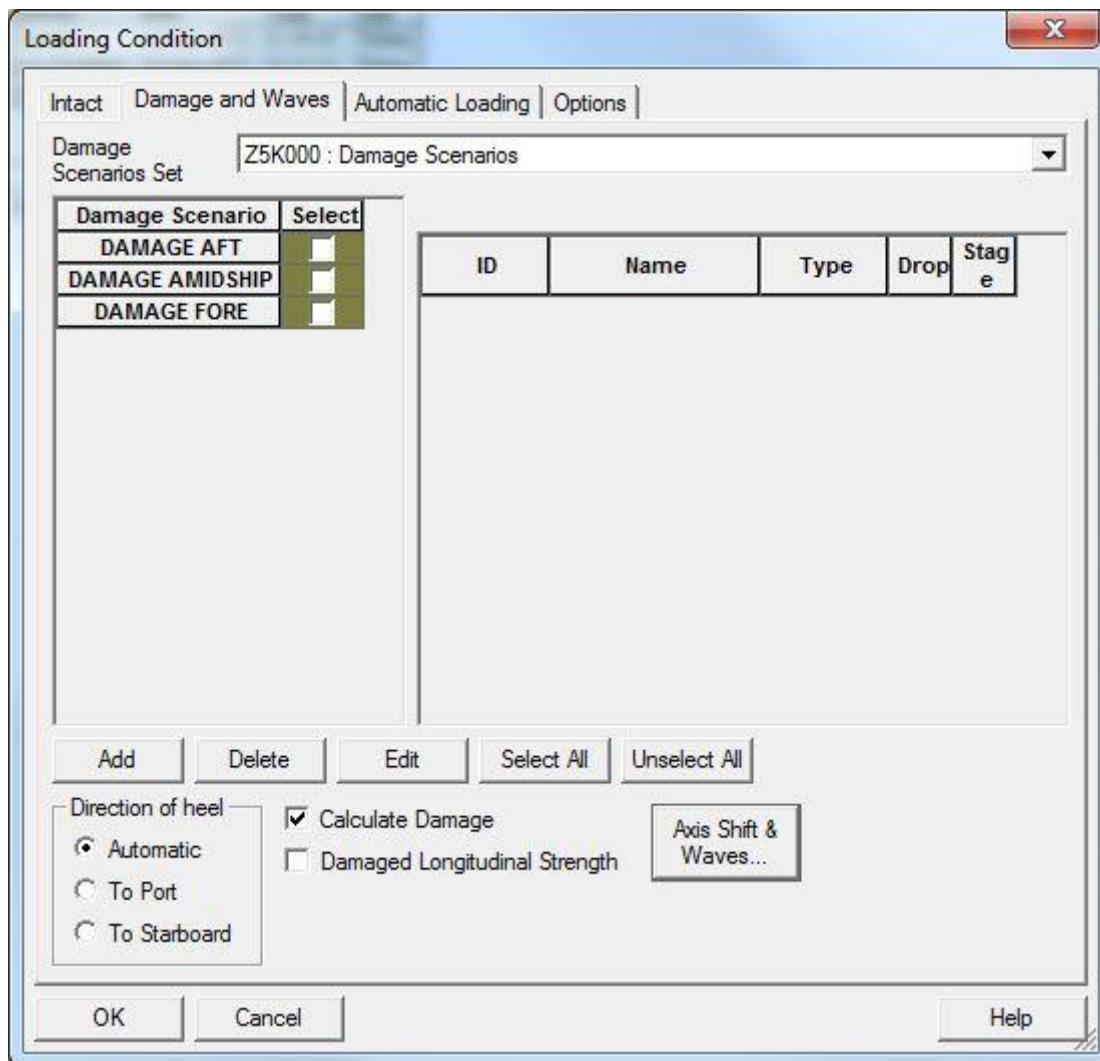 Loading Condition
Intact Damage and Waves Automatic Loading Options
Damage
Scenarios Set
Z5K000 : Damage Scenarios
Damage Scenario Select
DAMAGE AFT
DAMAGE AMIDSHIP
DAMAGE FORE
ID Name Type Drop Stag
e
Add Delete Edit Select All Unselect All
Direction of heel
Automatic
To Port
To Starboard
Calculate Damage
Damaged Longitudinal Strength
Axis Shift &
Waves...
OK Cancel Help